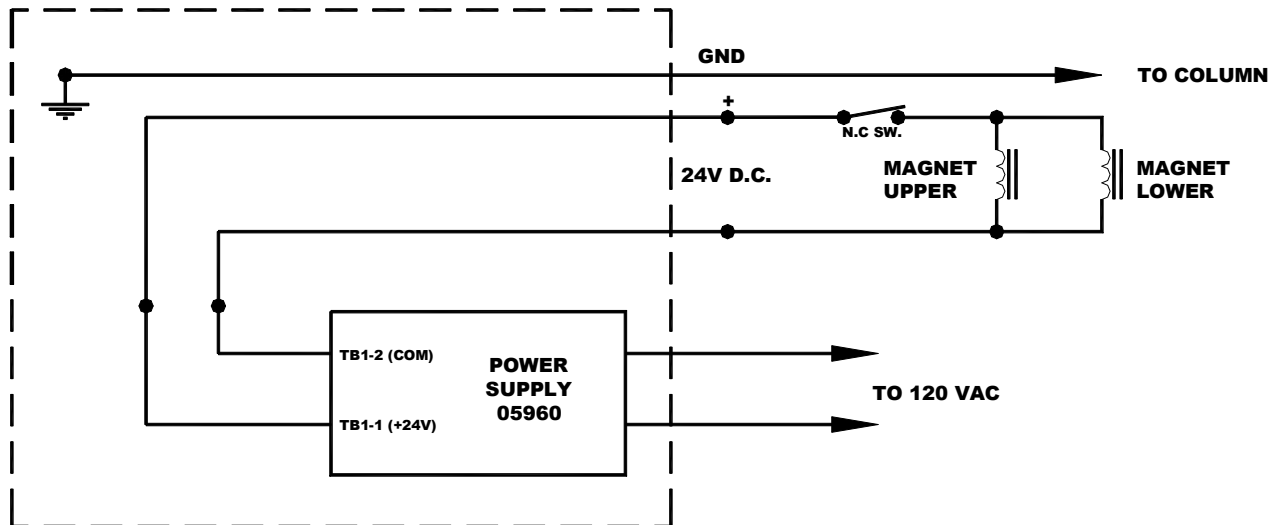 GND
TO COLUMN
+
N.C SW.
24V D.C.
MAGNET
UPPER
MAGNET
LOWER
TB1-2 (COM)
POWER
SUPPLY
05960
TB1-1 (+24V)
TO 120 VAC